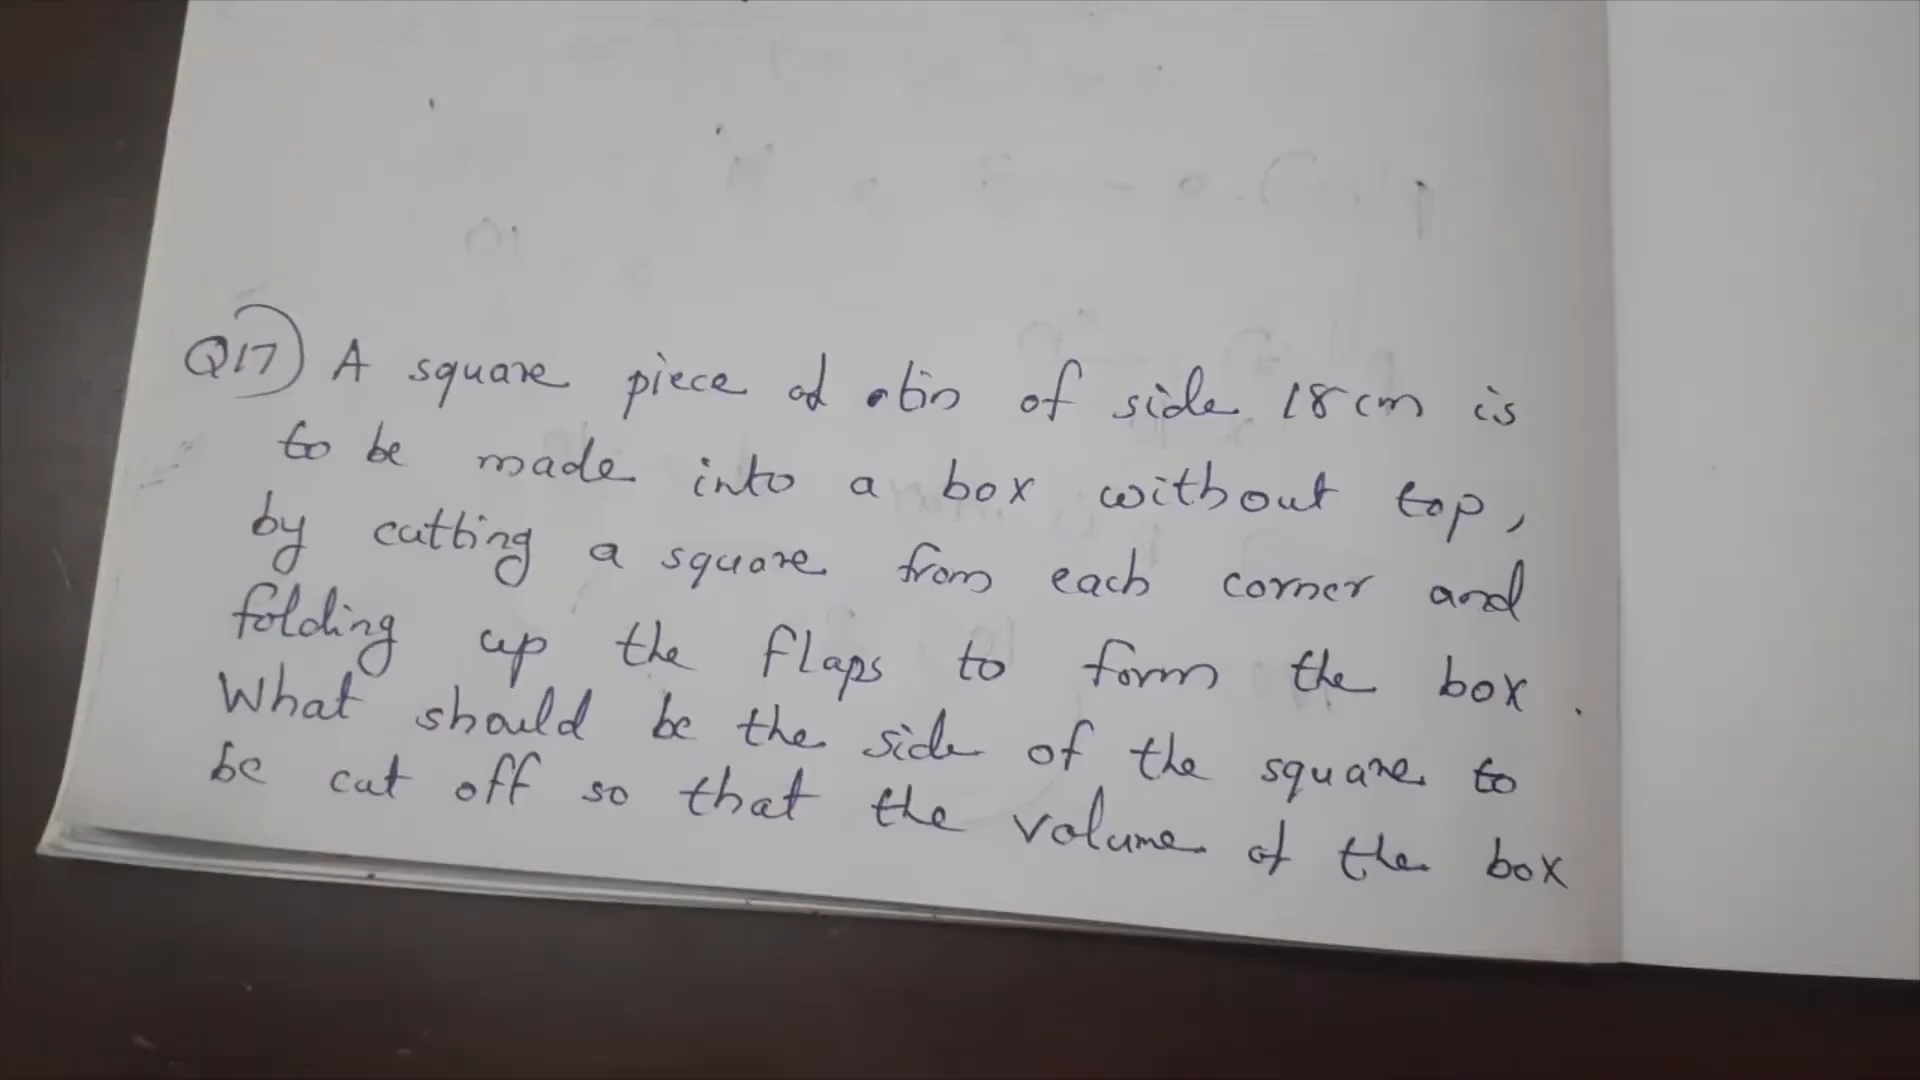 Q17) A square piece of tin of side 18cm is
to be made into a box without top,
by cutting a square from each corner and
folding up the flaps to form the box.
What should be the side of the square to
be cut off so that the volume of the box